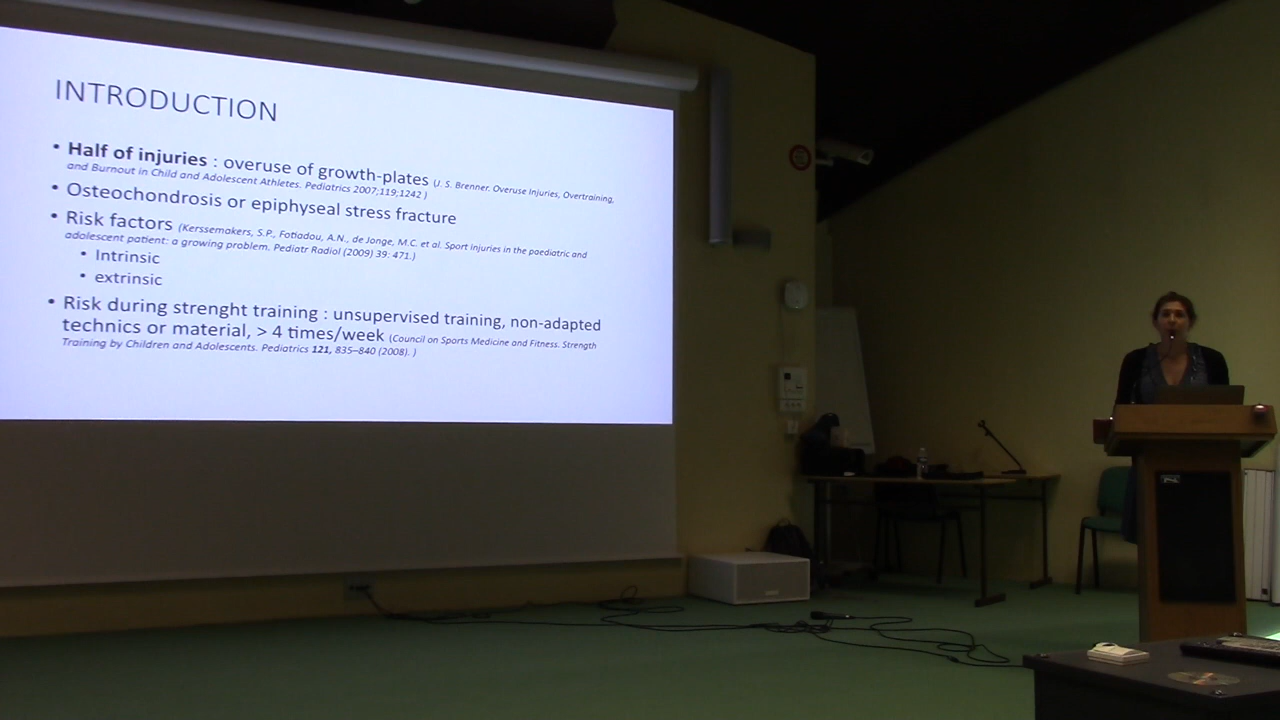 INTRODUCTION
• Half of injuries : overuse of growth-plates (J. S. Brenner. Overuse Injuries, Overtraining,
and Burnout in Child and Adolescent Athletes. Pediatrics 2007;119;1242 )
• Osteochondrosis or epiphyseal stress fracture
• Risk factors (Kerssemakers, S.P., Fotiadou, A.N., de Jonge, M.C. et al. Sport injuries in the paediatric and
adolescent patient: a growing problem. Pediatr Radiol (2009) 39: 471.)
• Intrinsic
• extrinsic
• Risk during strenght training : unsupervised training, non-adapted
technics or material, > 4 times/week (Council on Sports Medicine and Fitness. Strength
Training by Children and Adolescents. Pediatrics 121, 835–840 (2008). )